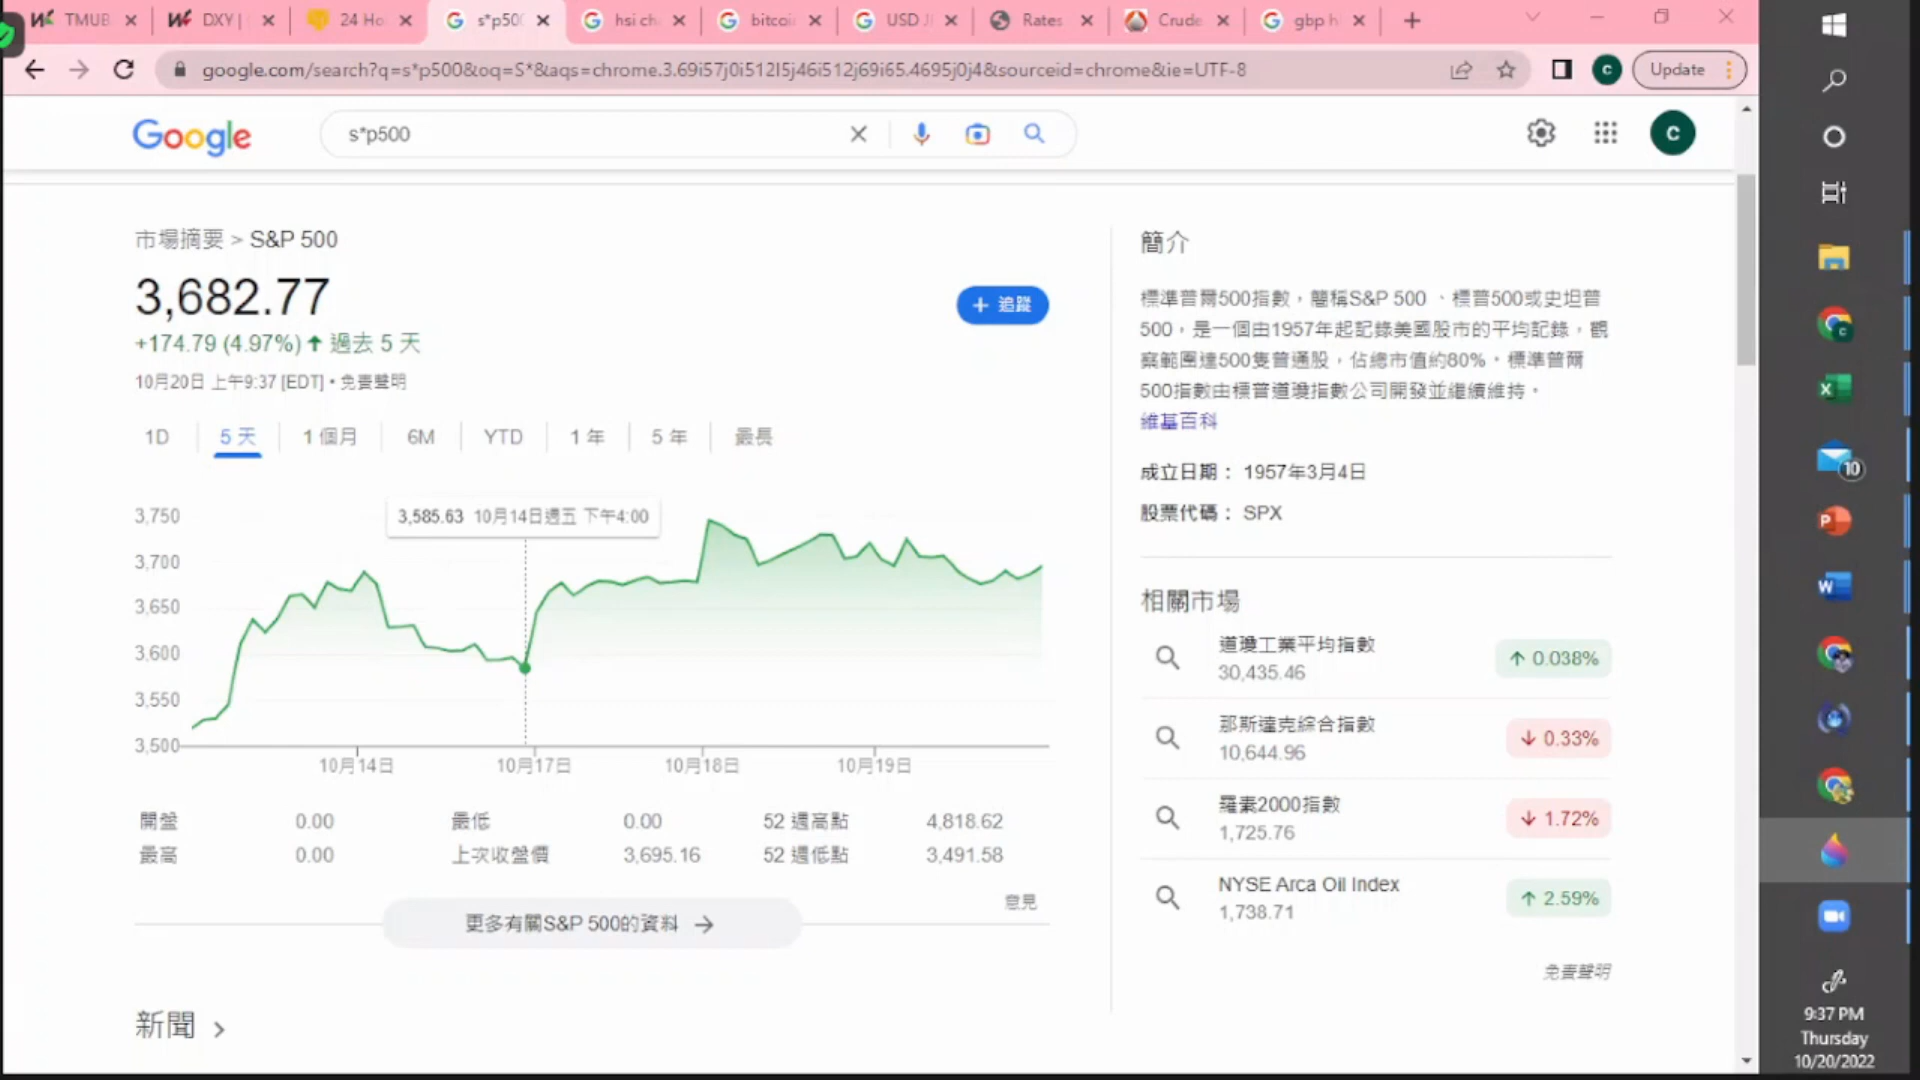 TMUB
DXY |
24 Ho
s*p50
hsi ch
bitcoi
USD J
Rates
Crude
gbp h
google.com/search?q=s*p500&oq=S*&aqs=chrome.3.69i57j0i512l5j46i512j69i65.4695j0j4&sourceid=chrome&ie=UTF-8
C
Update
Google
s*p500
C
市場摘要 > S&P 500
3,682.77
+174.79 (4.97%) ↑ 過去 5 天
10月20日 上午9:37 [EDT] • 免責聲明
+ 追蹤
1D
5 天
1 個月
6M
YTD
1 年
5 年
最長
3,585.63 10月14日週五 下午4:00
3,750
3,700
3,650
3,600
3,550
3,500
10月14日
10月17日
10月18日
10月19日
開盤 0.00 最低 0.00 52 週高點 4,818.62
最高 0.00 上次收盤價 3,695.16 52 週低點 3,491.58
意見
更多有關S&P 500的資料 →
新聞 >
簡介
標準普爾500指數，簡稱S&P 500 、標普500或史坦普
500，是一個由1957年起記錄美國股市的平均記錄，觀
察範圍達500隻普通股，佔總市值約80%。標準普爾
500指數由標普道瓊指數公司開發並繼續維持。
維基百科
成立日期： 1957年3月4日
股票代碼： SPX
相關市場
道瓊工業平均指數
30,435.46
↑ 0.038%
那斯達克綜合指數
10,644.96
↓ 0.33%
羅素2000指數
1,725.76
↓ 1.72%
NYSE Arca Oil Index
1,738.71
↑ 2.59%
免責聲明
10
9:37 PM
Thursday
10/20/2022